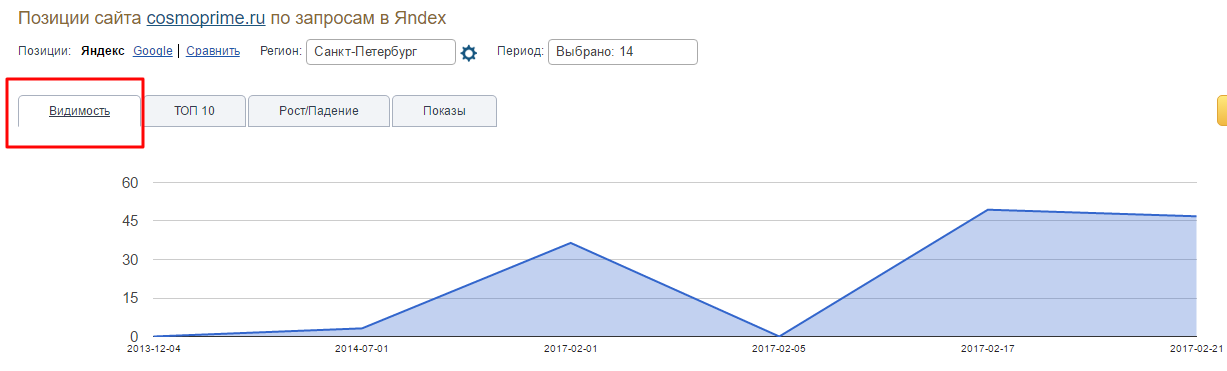 Позиции сайта cosmoprime.ru по запросам в Яndex
Позиции: Яндекс Google | Сравнить Регион: Санкт-Петербург Период: Выбрано: 14
Видимость ТОП 10 Рост/Падение Показы
60
45
30
15
0
2013-12-04 2014-07-01 2017-02-01 2017-02-05 2017-02-17 2017-02-21